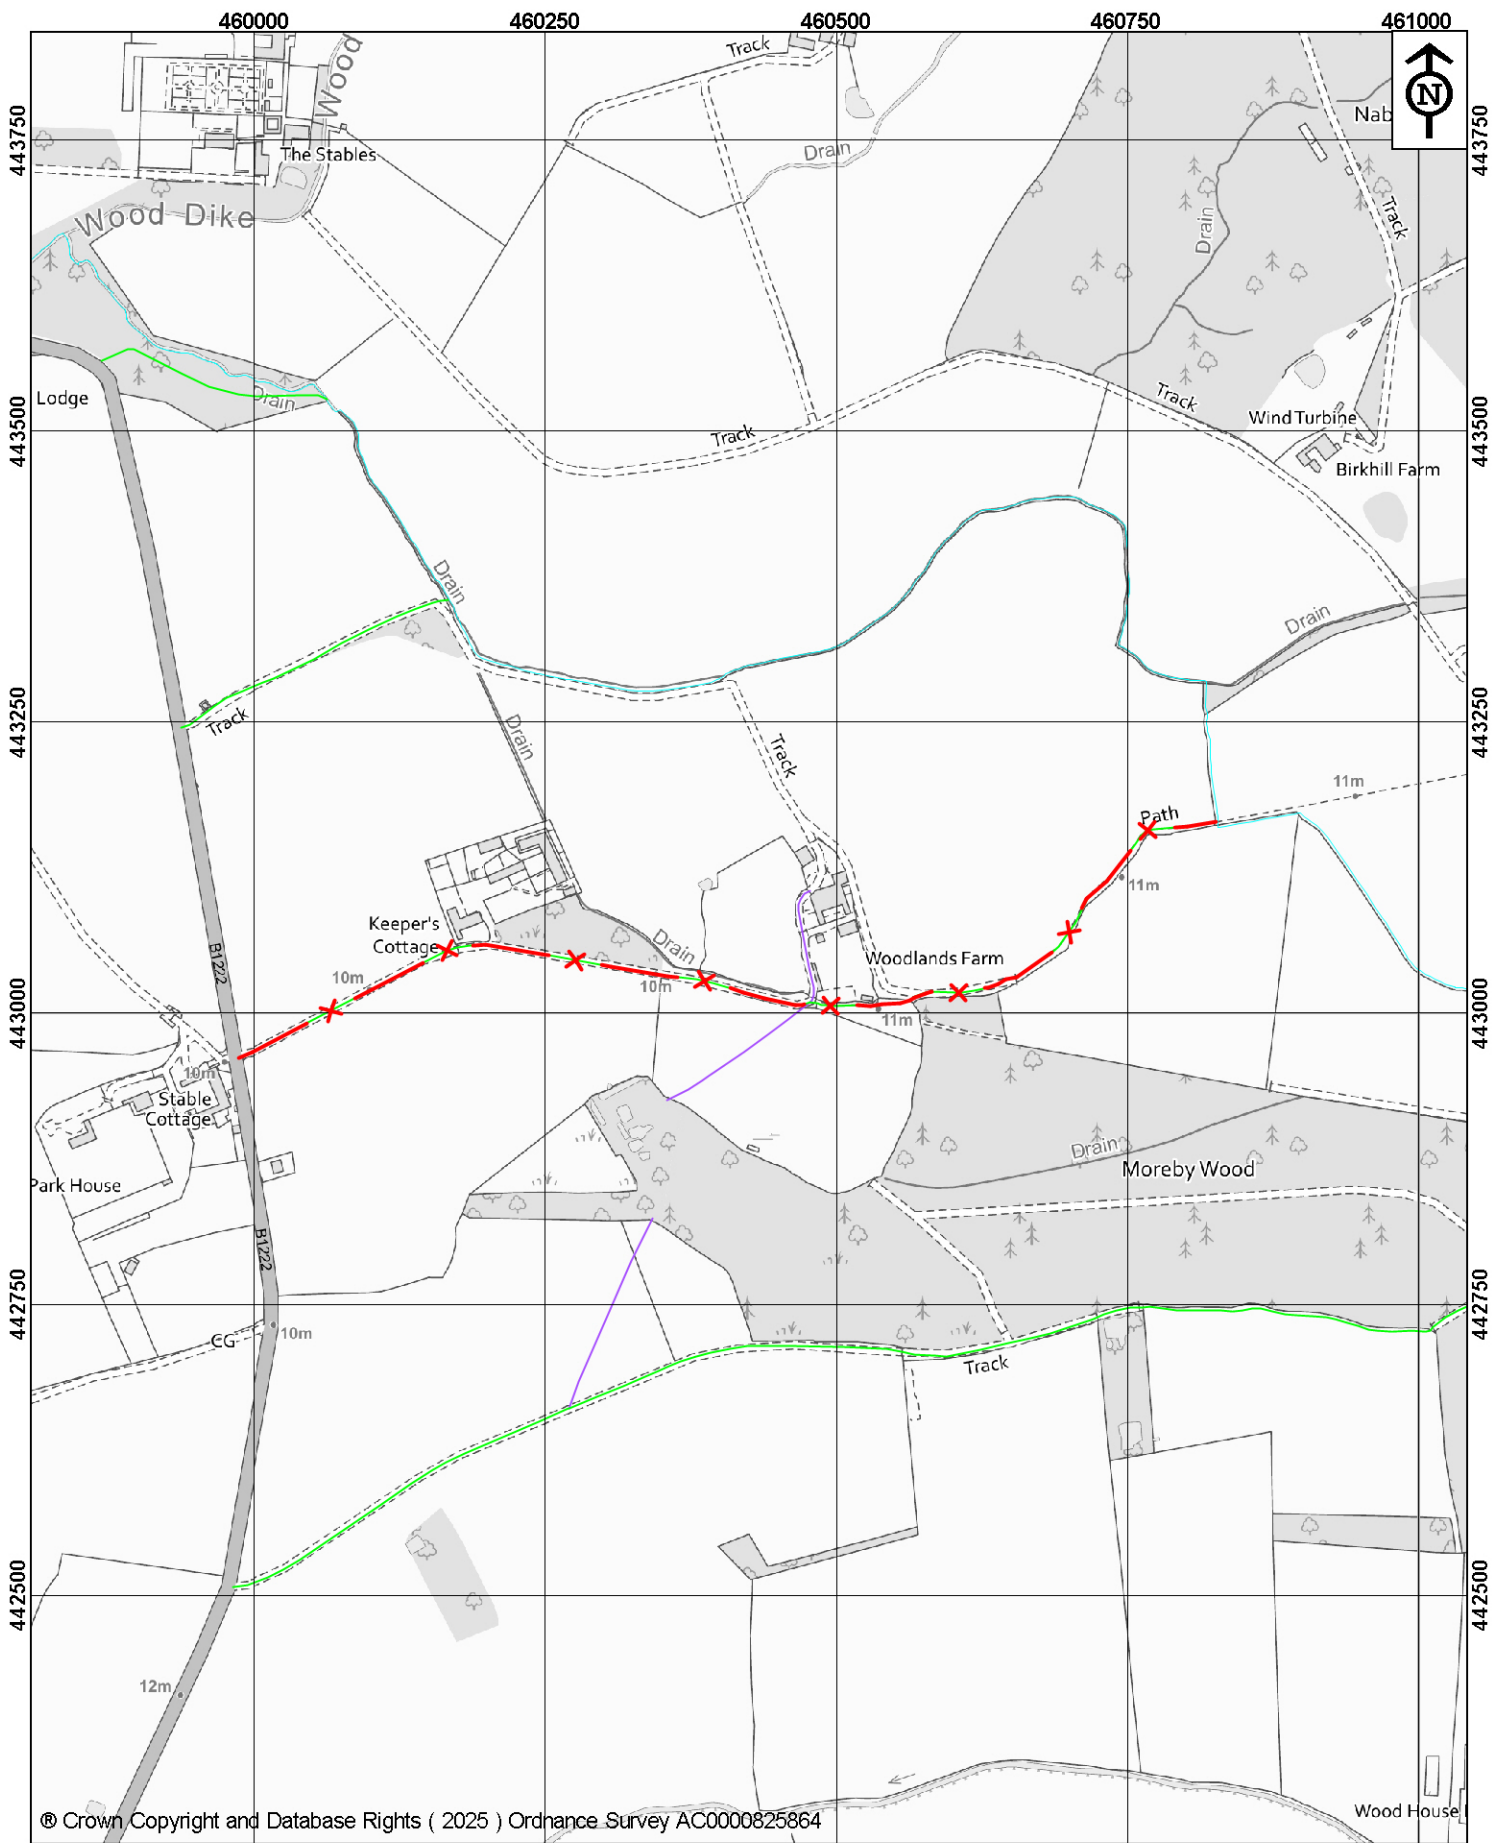 460000 460250 460500 460750 461000
N
Track
Wood
443750
443750
Nab
Drain
The Stables
Track
Wood Dike
Drain
Lodge
Drain
Track
Wind Turbine
443500
443500
Track
Birkhill Farm
Drain
Drain
443250
443250
Track
Drain
Track
11m
Path
11m
Keeper's
Cottage
Drain
B1222
Woodlands Farm
10m
10m
443000
443000
11m
10m
Stable
Cottage
Drain
Moreby Wood
Park House
B1222
442750
442750
CG
10m
Track
442500
442500
12m
® Crown Copyright and Database Rights ( 2025 ) Ordnance Survey AC0000825864
Wood House